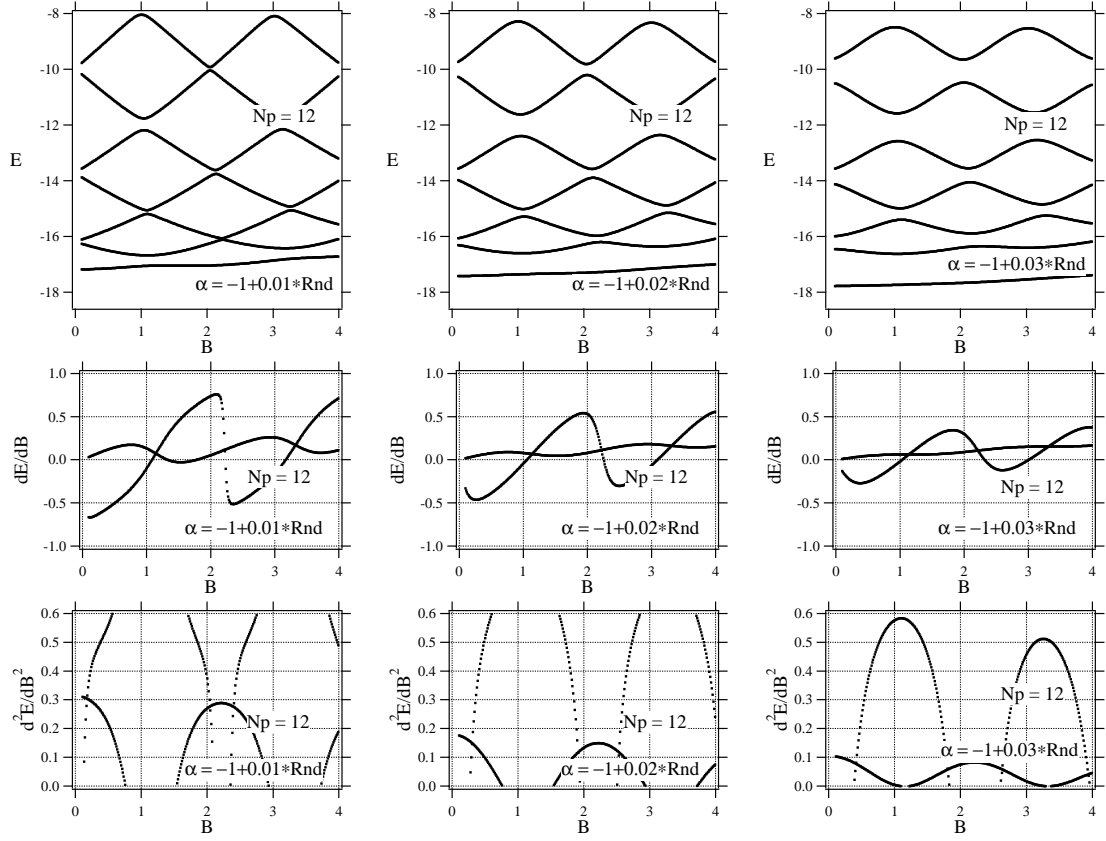 -8
-10
-12
-14
-16
-18
E
Np = 12
α = −1+0.01*Rnd
0
1
2
3
4
B
-8
-10
-12
-14
-16
-18
E
Np = 12
α = −1+0.02*Rnd
0
1
2
3
4
B
-8
-10
-12
-14
-16
-18
E
Np = 12
α = −1+0.03*Rnd
0
1
2
3
4
B
1.0
0.5
0.0
-0.5
-1.0
dE/dB
Np = 12
α = −1+0.01*Rnd
0
1
2
3
4
B
1.0
0.5
0.0
-0.5
-1.0
dE/dB
Np = 12
α = −1+0.02*Rnd
0
1
2
3
4
B
1.0
0.5
0.0
-0.5
-1.0
dE/dB
Np = 12
α = −1+0.03*Rnd
0
1
2
3
4
B
0.6
0.5
0.4
0.3
0.2
0.1
0.0
d²E/dB²
Np = 12
α = −1+0.01*Rnd
0
1
2
3
4
B
0.6
0.5
0.4
0.3
0.2
0.1
0.0
d²E/dB²
Np = 12
α = −1+0.02*Rnd
0
1
2
3
4
B
0.6
0.5
0.4
0.3
0.2
0.1
0.0
d²E/dB²
Np = 12
α = −1+0.03*Rnd
0
1
2
3
4
B